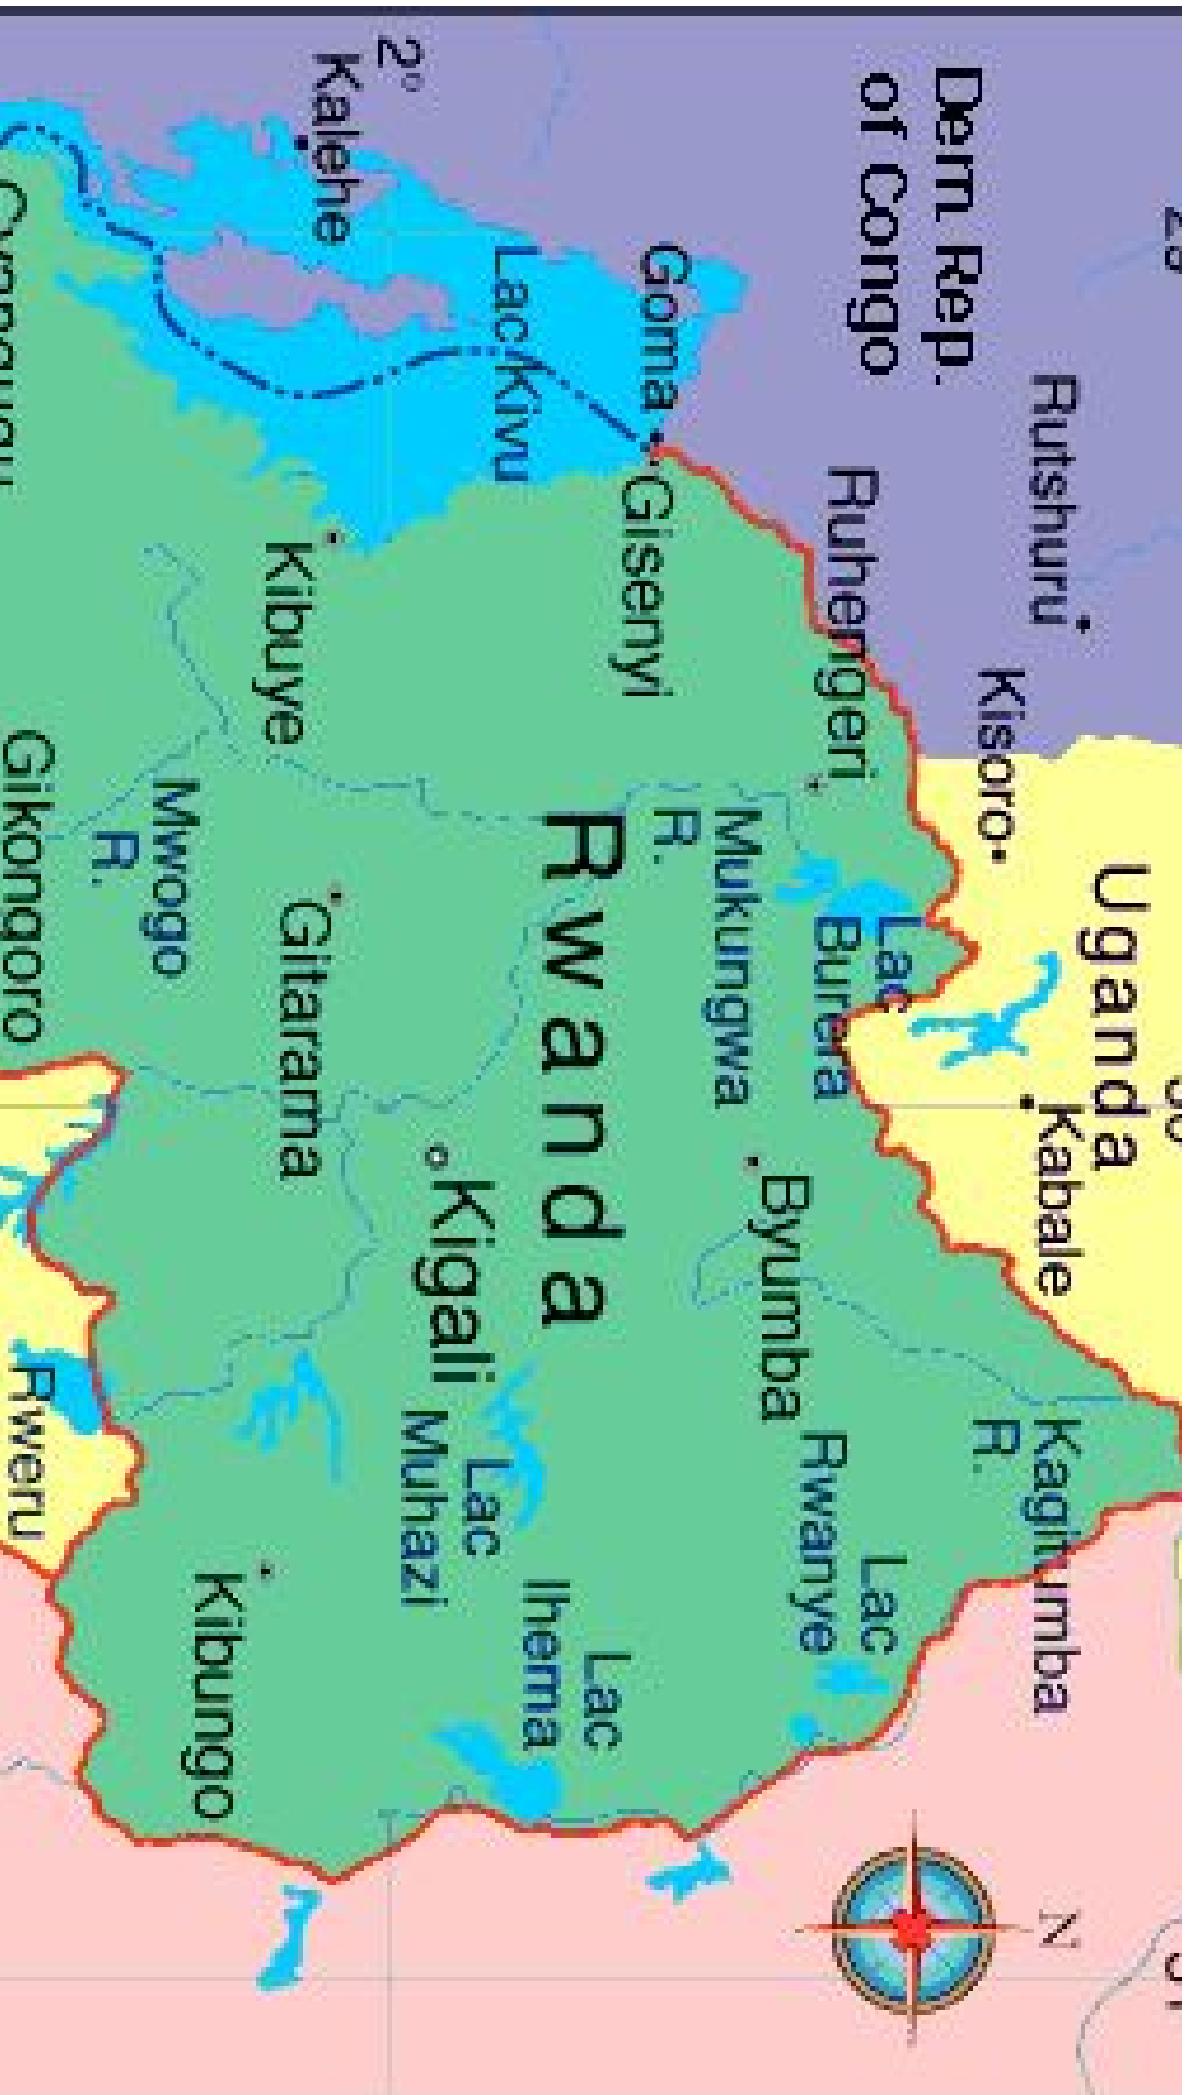 Uganda
Dem Rep.
of Congo
Rutshuru
Kisoro
Kabale
N
Kagitumba
R.
Ruhengeri
Lac
Burera
Lac
Rwanye
Byumba
Mukungwa
R.
Goma
Gisenyi
Rwanda
Lac
Ihema
Lac Kivu
Kigali
Lac
Muhazi
2°
Kalehe
Kibuye
Gitarama
Kibungo
Mwogo
R.
Gikongoro
Rweru